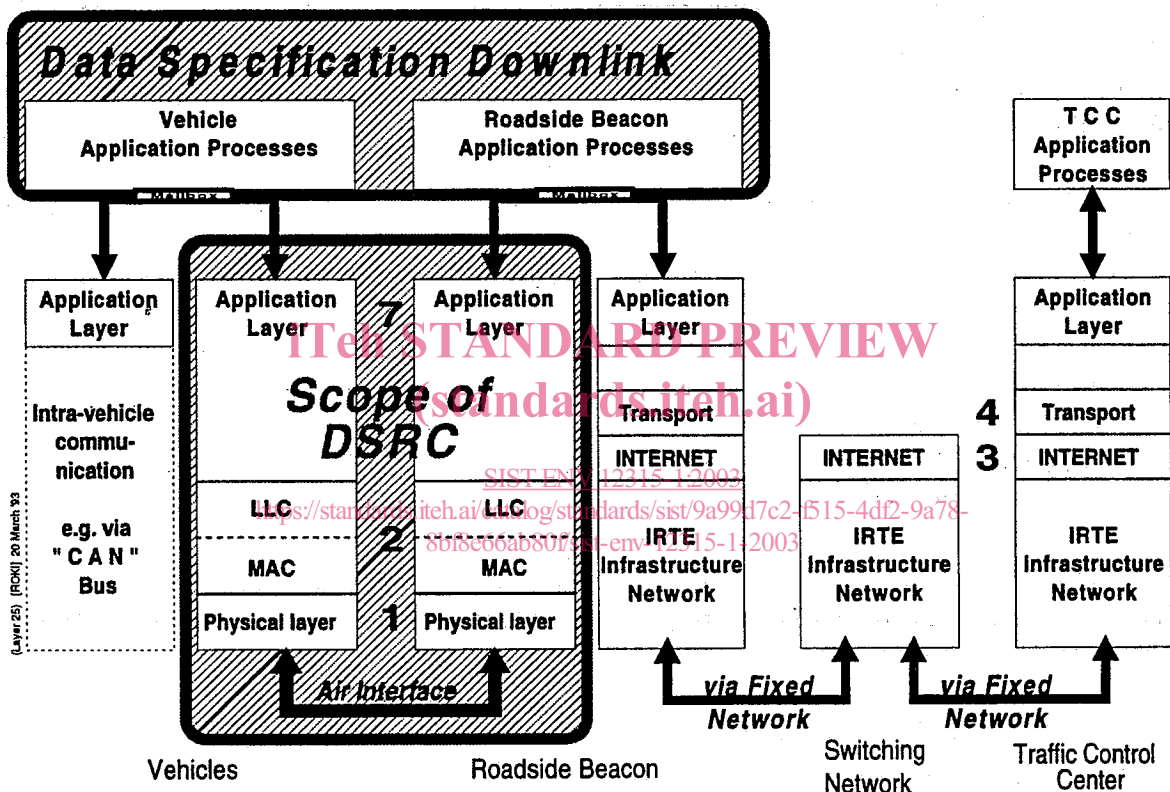 Data Specification Downlink
Vehicle
Application Processes
Roadside Beacon
Application Processes
T C C
Application
Processes
Mailbox
Mailbox
Application
Layer
Application
Layer
7
Application
Layer
Application
Layer
Application
Layer
iTeh STANDARD PREVIEW
(standards.iteh.ai)
Scope of
DSRC
Intra-vehicle
commu-
nication
e.g. via
" C A N "
Bus
Transport
4
Transport
INTERNET
INTERNET
3
INTERNET
SIST ENV 12315-1:2003
https://standards.iteh.ai/catalog/standards/sist/9a99d7c2-f515-4df2-9a78-
8bf8e66ab80f/sist-env-12315-1-2003
LLC
2
LLC
MAC
MAC
Physical layer
1
Physical layer
IRTE
Infrastructure
Network
IRTE
Infrastructure
Network
IRTE
Infrastructure
Network
(Layer 25) [ROKI] 20 March '93
Air Interface
via Fixed
Network
via Fixed
Network
Vehicles
Roadside Beacon
Switching
Network
Traffic Control
Center